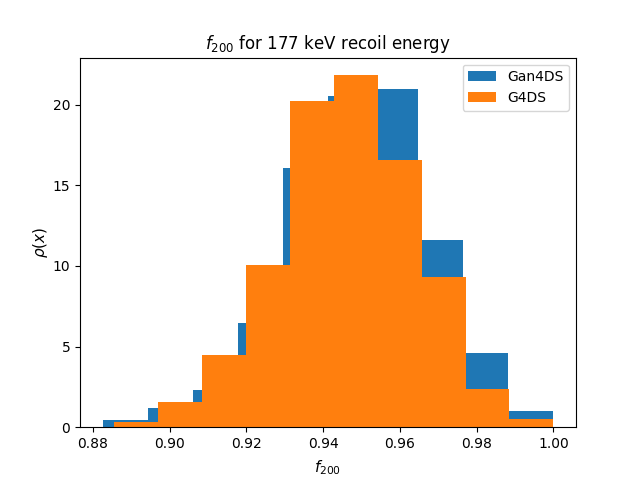 f₂₀₀ for 177 keV recoil energy
Gan4DS
G4DS
20
15
10
5
0
ρ(x)
0.88 0.90 0.92 0.94 0.96 0.98 1.00
f₂₀₀